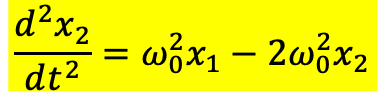 d²x₂/dt² = ω₀²x₁ − 2ω₀²x₂